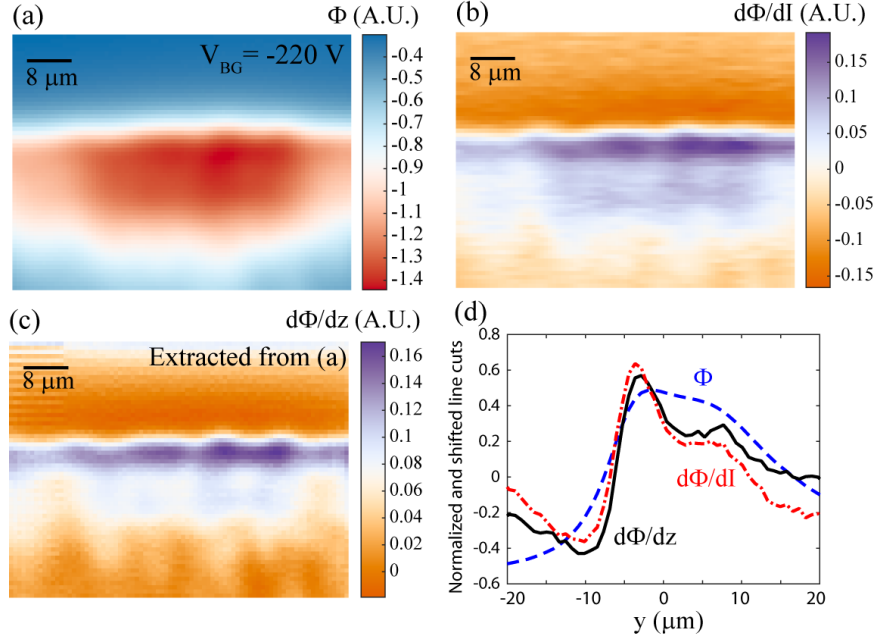 (a)
Φ (A.U.)
8 μm
V_BG = -220 V
-0.4
-0.5
-0.6
-0.7
-0.8
-0.9
-1
-1.1
-1.2
-1.3
-1.4
(b)
dΦ/dI (A.U.)
8 μm
0.15
0.1
0.05
0
-0.05
-0.1
-0.15
(c)
dΦ/dz (A.U.)
8 μm
Extracted from (a)
0.16
0.14
0.12
0.1
0.08
0.06
0.04
0.02
0
(d)
Normalized and shifted line cuts
0.8
0.6
0.4
0.2
0
-0.2
-0.4
-0.6
Φ
dΦ/dI
dΦ/dz
-20
-10
0
10
20
y (μm)